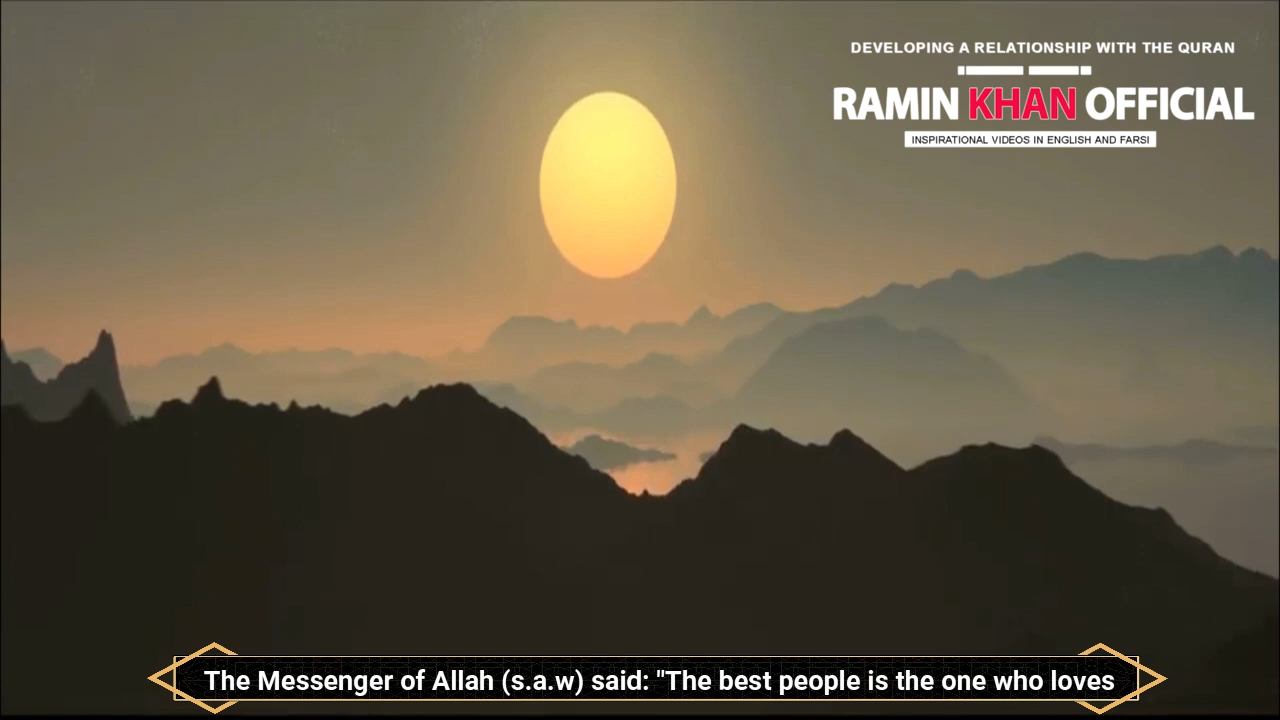 DEVELOPING A RELATIONSHIP WITH THE QURAN
RAMIN KHAN OFFICIAL
INSPIRATIONAL VIDEOS IN ENGLISH AND FARSI
The Messenger of Allah (s.a.w) said: "The best people is the one who loves